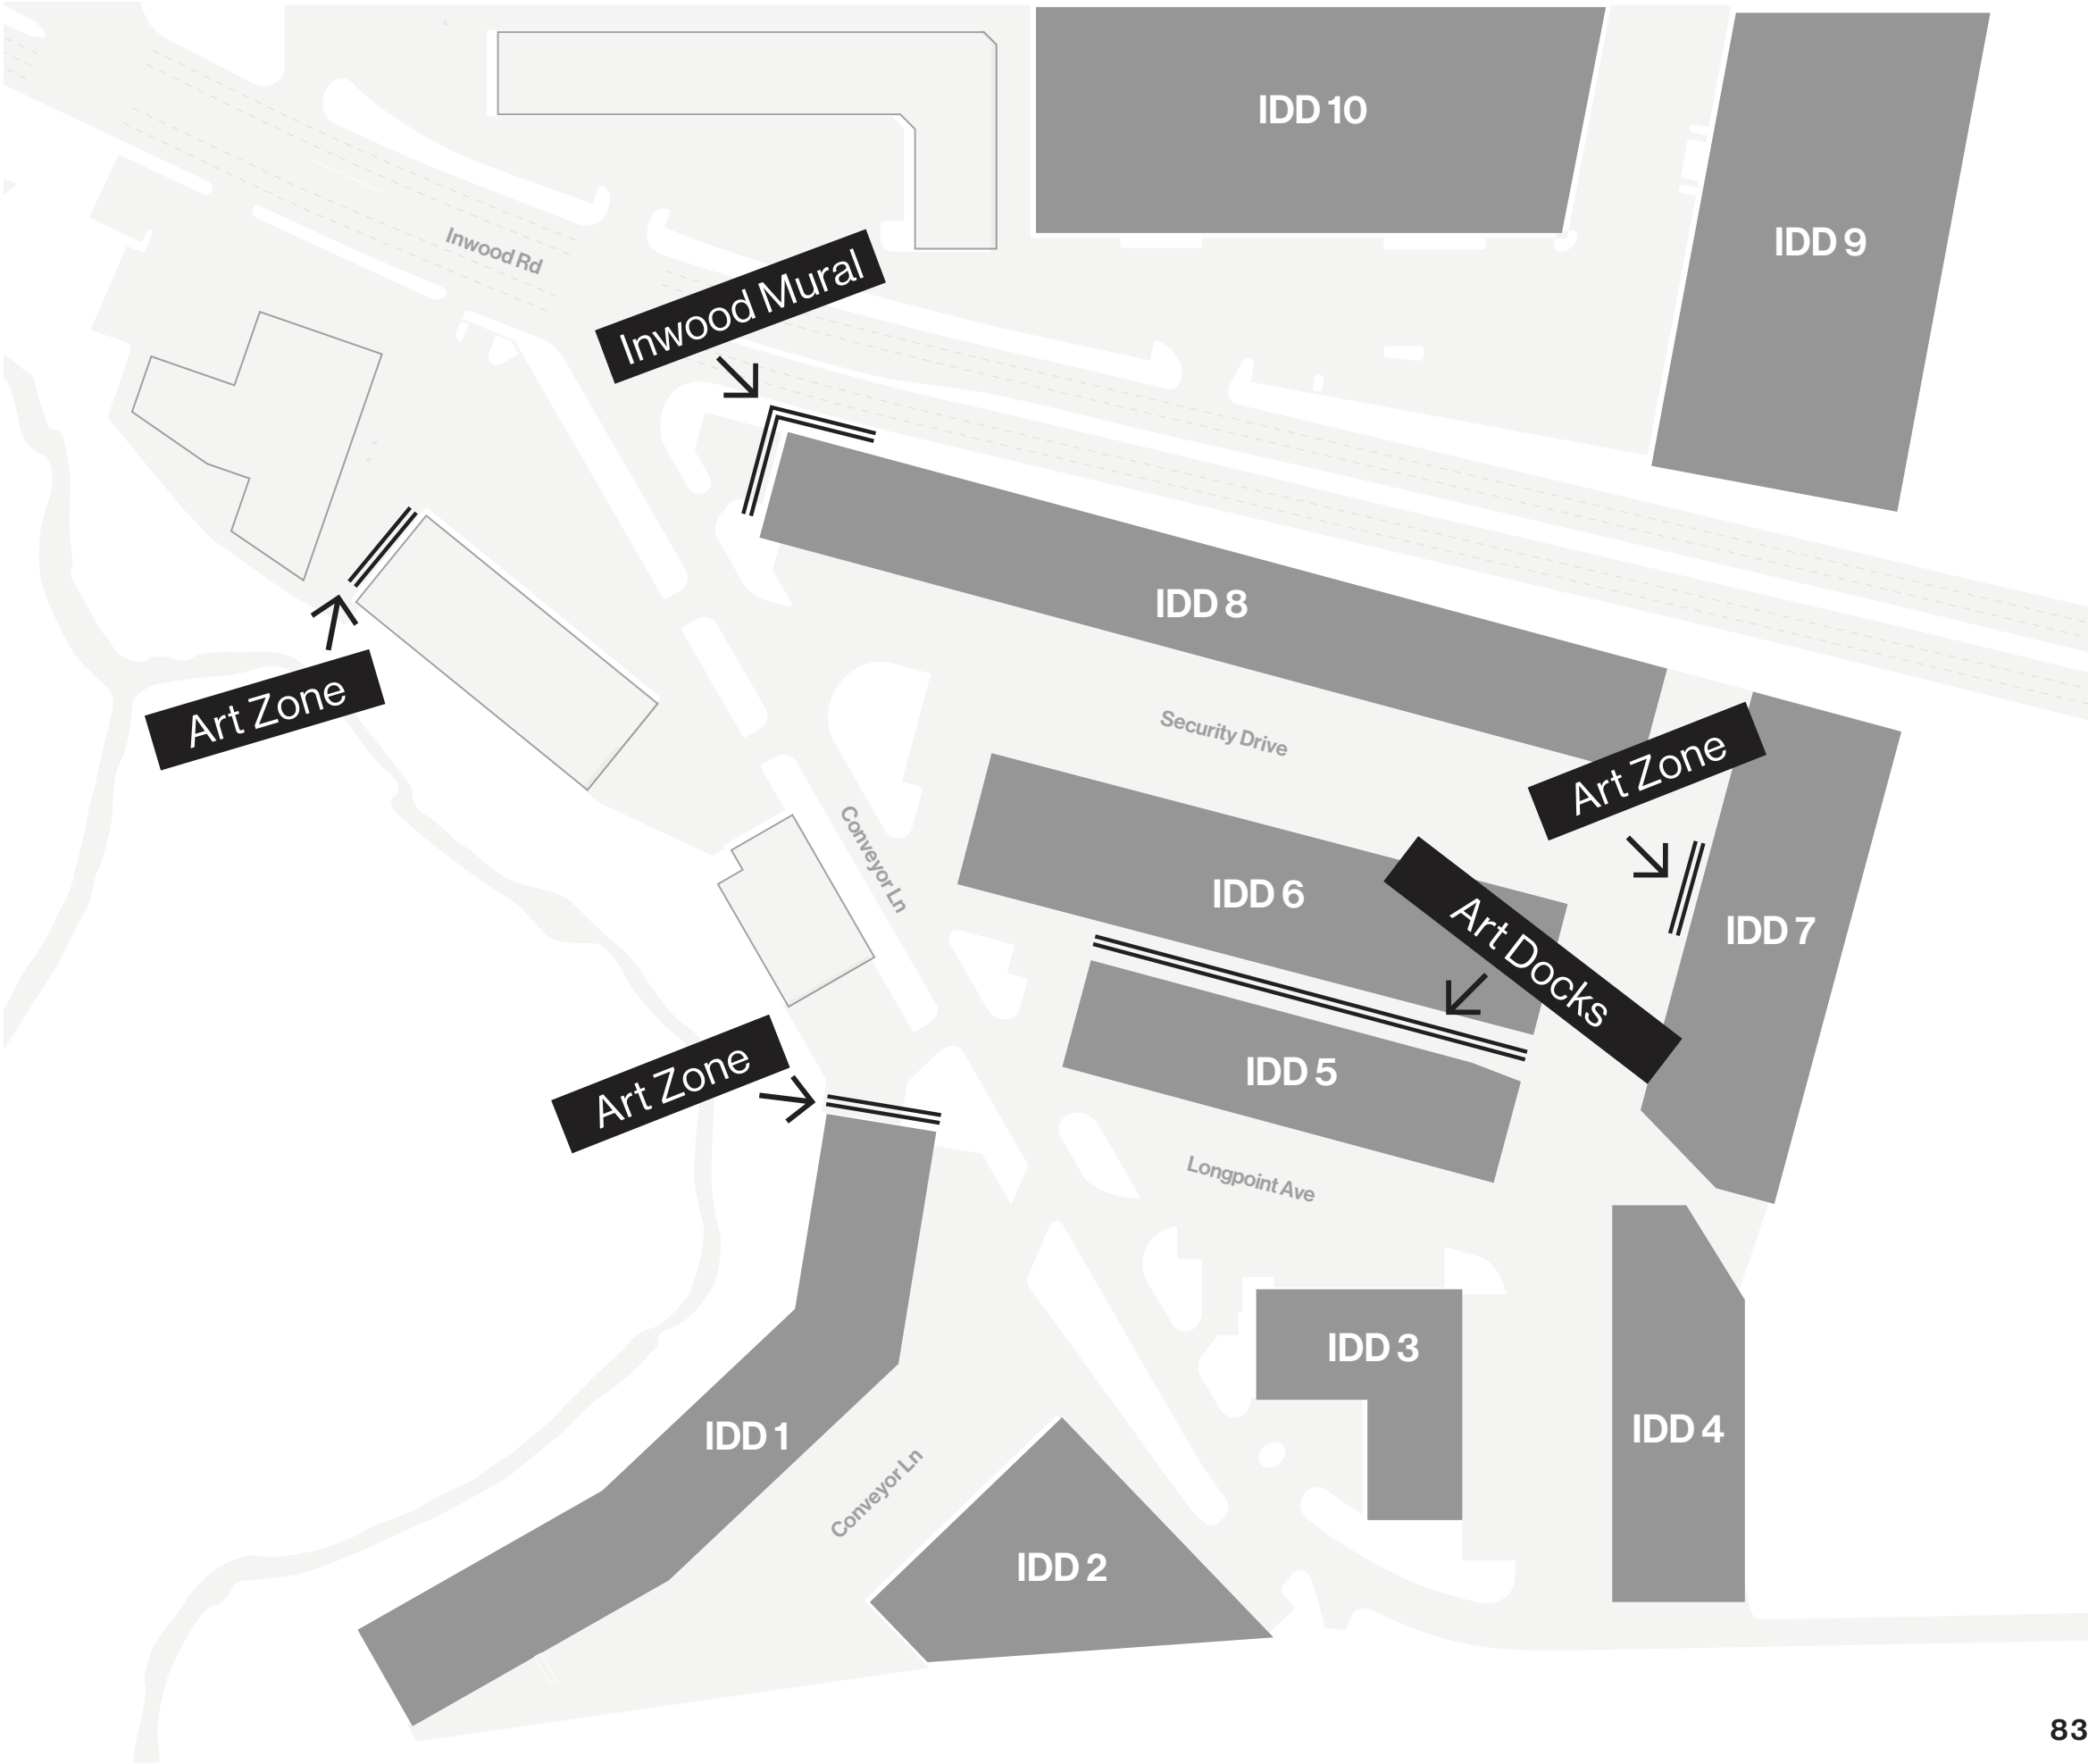 IDD 10
IDD 9
Inwood Rd
Inwood Mural
IDD 8
Art Zone
Security Drive
Art Zone
Conveyor Ln
IDD 6
Art Docks
IDD 7
Art Zone
IDD 5
Longpoint Ave
IDD 3
IDD 1
IDD 4
Conveyor Ln
IDD 2
83